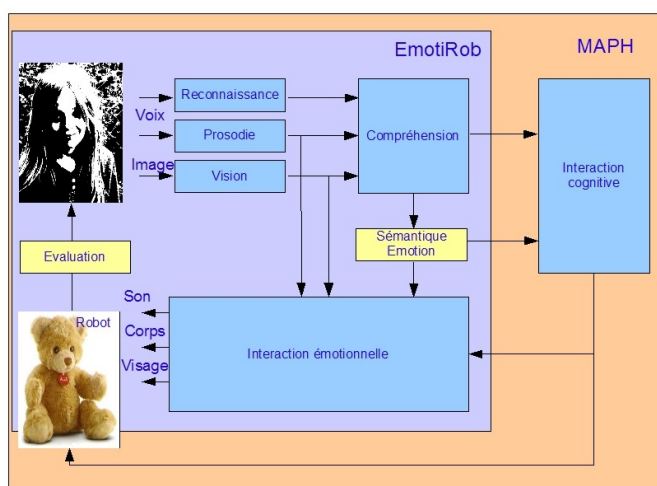 EmotiRob
MAPH
Reconnaissance
Voix
Prosodie
Compréhension
Image
Vision
Interaction
cognitive
Sémantique
Emotion
Evaluation
Son
Robot
Corps
Interaction émotionnelle
Visage